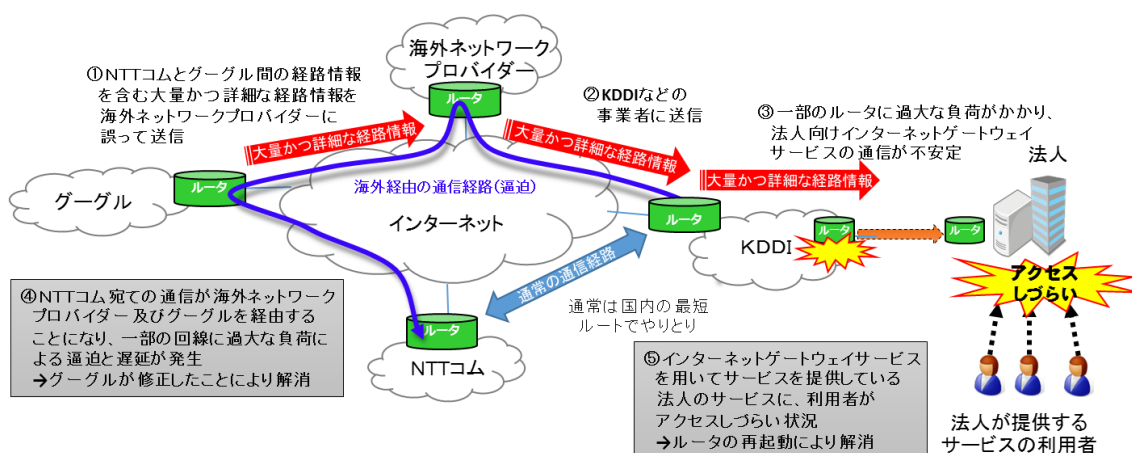 海外ネットワーク
プロバイダー
ルータ
①NTTコムとグーグル間の経路情報
を含む大量かつ詳細な経路情報を
海外ネットワークプロバイダーに
誤って送信
②KDDIなどの
事業者に送信
③一部のルータに過大な負荷がかかり、
法人向けインターネットゲートウェイ
サービスの通信が不安定
大量かつ詳細な経路情報
大量かつ詳細な経路情報
大量かつ詳細な経路情報
法人
グーグル
ルータ
海外経由の通信経路(逼迫)
インターネット
ルータ
KDDI
ルータ
ルータ
通常の通信経路
通常は国内の最短
ルートでやりとり
アクセス
しづらい
④NTTコム宛ての通信が海外ネットワーク
プロバイダー及びグーグルを経由する
ことになり、一部の回線に過大な負荷に
よる逼迫と遅延が発生
→グーグルが修正したことにより解消
ルータ
NTTコム
⑤インターネットゲートウェイサービス
を用いてサービスを提供している
法人のサービスに、利用者が
アクセスしづらい状況
→ルータの再起動により解消
法人が提供する
サービスの利用者